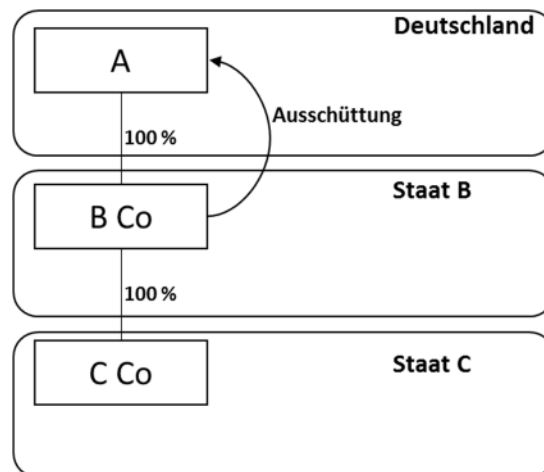 Deutschland
A
Ausschüttung
100 %
Staat B
B Co
100 %
Staat C
C Co